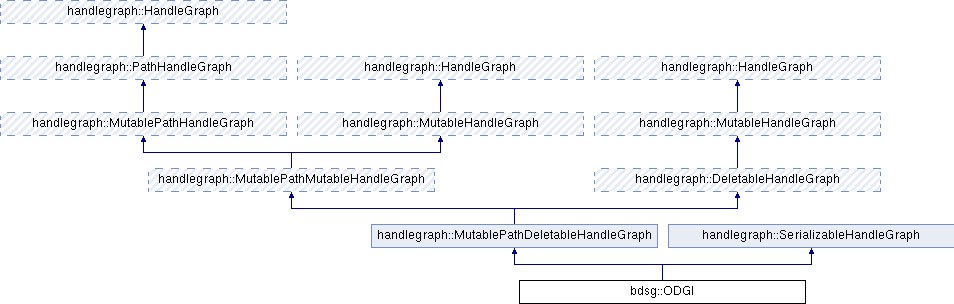 handlegraph::HandleGraph
handlegraph::PathHandleGraph handlegraph::HandleGraph handlegraph::HandleGraph
handlegraph::MutablePathHandleGraph handlegraph::MutableHandleGraph handlegraph::MutableHandleGraph
handlegraph::MutablePathMutableHandleGraph handlegraph::DeletableHandleGraph
handlegraph::MutablePathDeletableHandleGraph handlegraph::SerializableHandleGraph
bdsg::ODGI